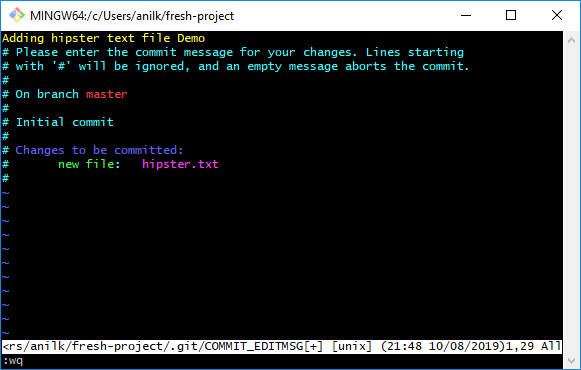 MINGW64:/c/Users/anilk/fresh-project
Adding hipster text file Demo
# Please enter the commit message for your changes. Lines starting
# with '#' will be ignored, and an empty message aborts the commit.
#
# On branch master
#
# Initial commit
#
# Changes to be committed:
#       new file:   hipster.txt
#
~
~
~
~
~
~
~
~
~
~
~
<rs/anilk/fresh-project/.git/COMMIT_EDITMSG[+] [unix] (21:48 10/08/2019)1,29 All
:wq